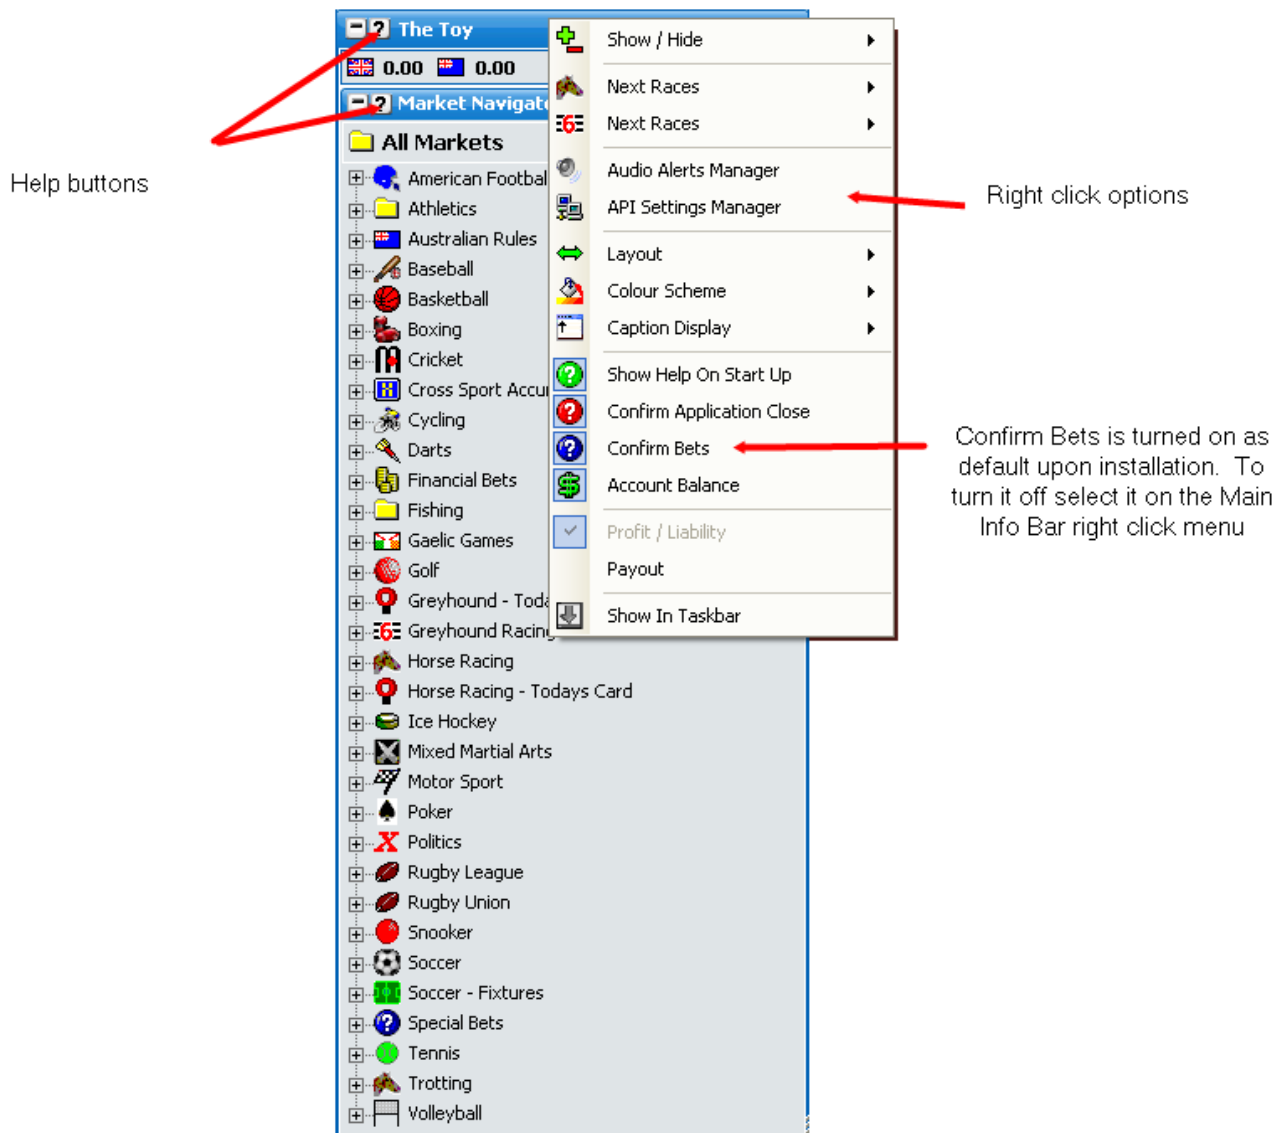 The Toy
0.00 0.00
Market Navigato
All Markets
American Footbal
Athletics
Australian Rules
Baseball
Basketball
Boxing
Cricket
Cross Sport Accu
Cycling
Darts
Financial Bets
Fishing
Gaelic Games
Golf
Greyhound - Toda
Greyhound Racing
Horse Racing
Horse Racing - Todays Card
Ice Hockey
Mixed Martial Arts
Motor Sport
Poker
Politics
Rugby League
Rugby Union
Snooker
Soccer
Soccer - Fixtures
Special Bets
Tennis
Trotting
Volleyball
Show / Hide
Next Races
Next Races
Audio Alerts Manager
API Settings Manager
Layout
Colour Scheme
Caption Display
Show Help On Start Up
Confirm Application Close
Confirm Bets
Account Balance
Profit / Liability
Payout
Show In Taskbar
Help buttons
Right click options
Confirm Bets is turned on as
default upon installation. To
turn it off select it on the Main
Info Bar right click menu